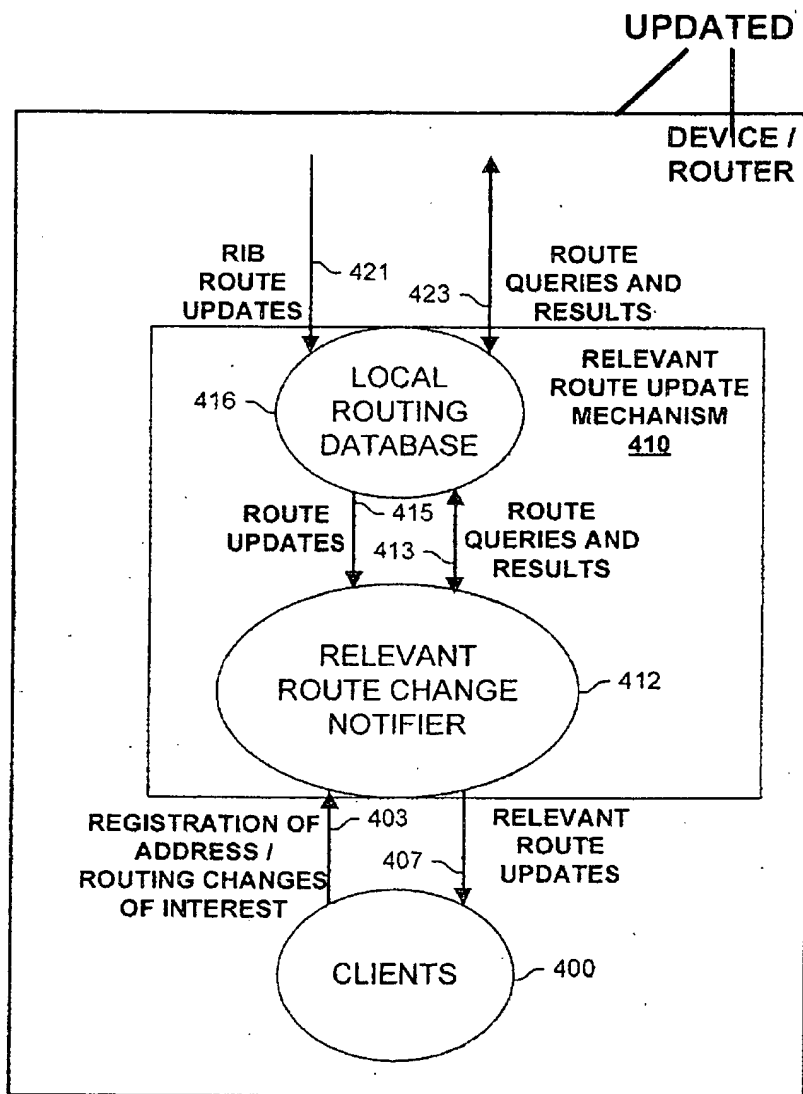 UPDATED
DEVICE /
ROUTER
RIB
ROUTE
UPDATES
421
423
ROUTE
QUERIES AND
RESULTS
416
LOCAL
ROUTING
DATABASE
RELEVANT
ROUTE UPDATE
MECHANISM
410
ROUTE
UPDATES
415
413
ROUTE
QUERIES AND
RESULTS
RELEVANT
ROUTE CHANGE
NOTIFIER
412
REGISTRATION OF
ADDRESS /
ROUTING CHANGES
OF INTEREST
403
407
RELEVANT
ROUTE
UPDATES
CLIENTS
400